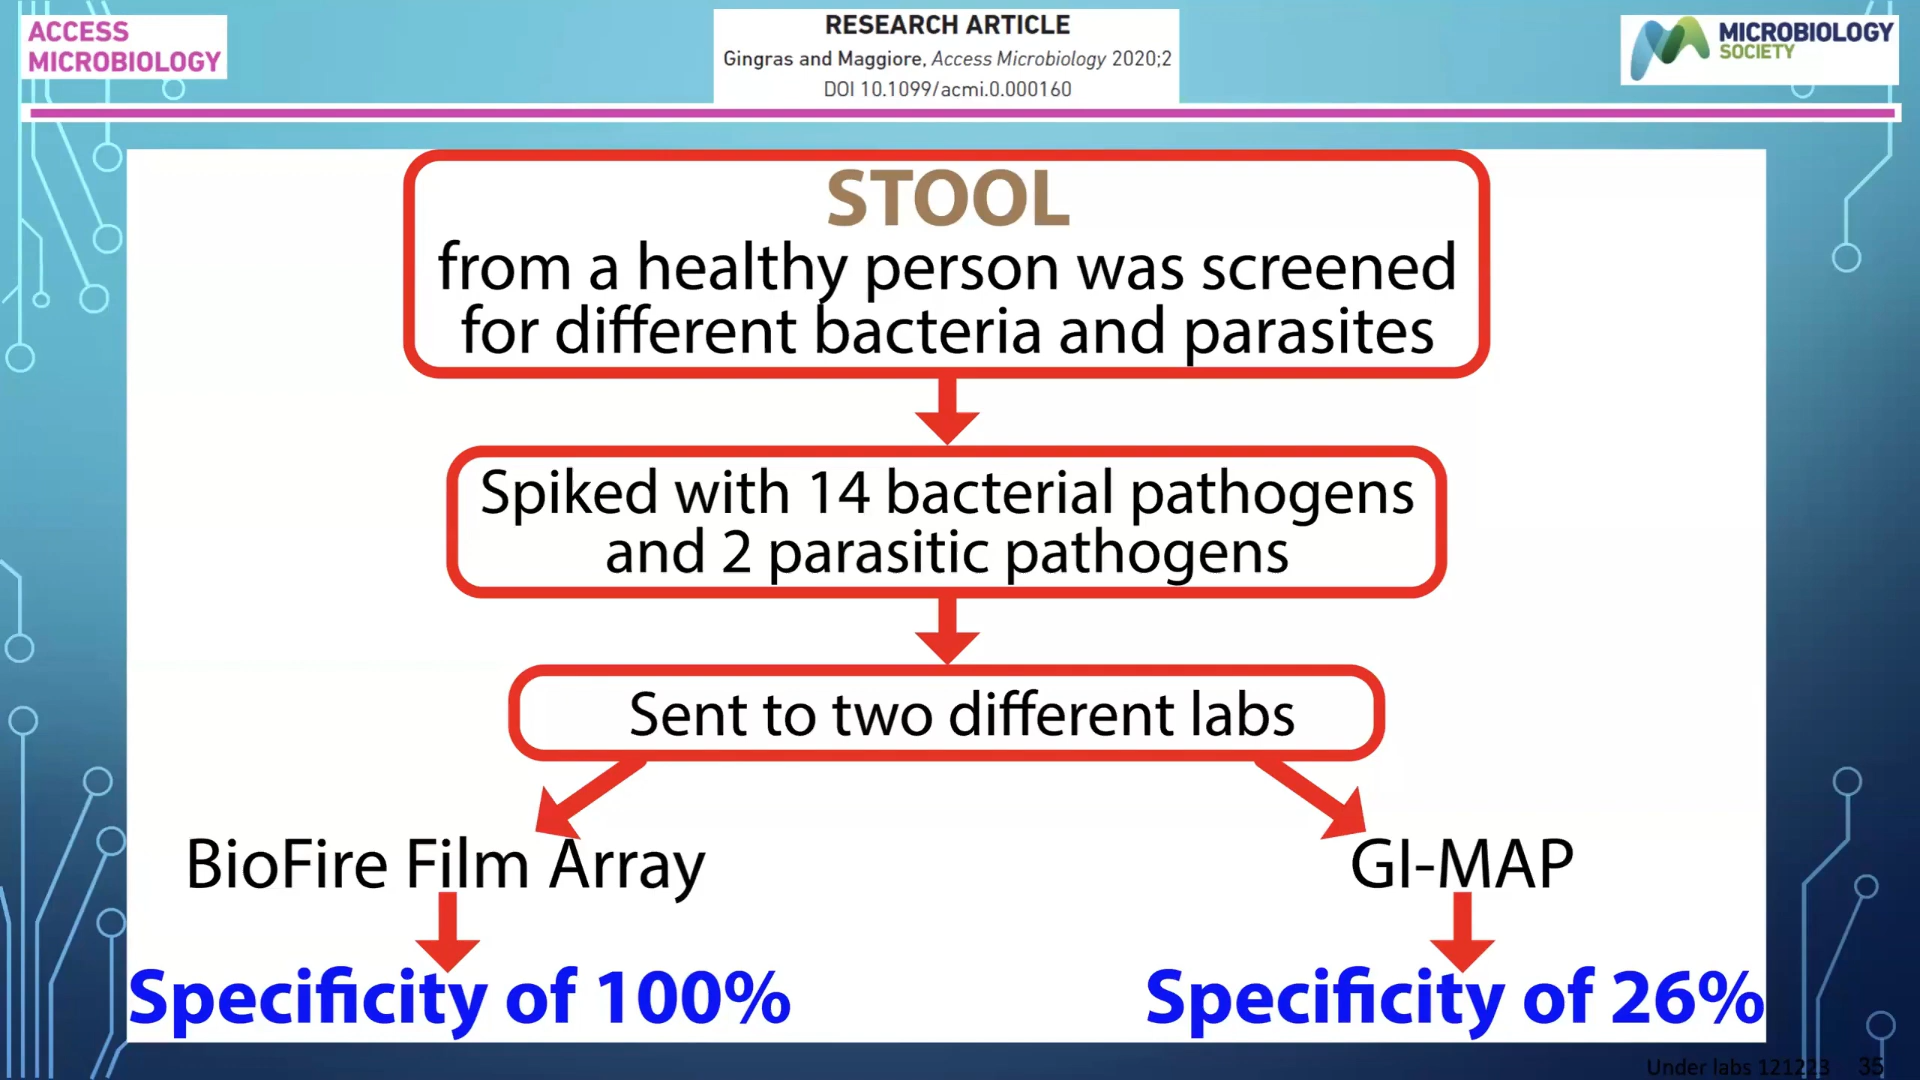 ACCESS
MICROBIOLOGY
RESEARCH ARTICLE
Gingras and Maggiore, Access Microbiology 2020;2
DOI 10.1099/acmi.0.000160
MICROBIOLOGY
SOCIETY
STOOL
from a healthy person was screened
for different bacteria and parasites
Spiked with 14 bacterial pathogens
and 2 parasitic pathogens
Sent to two different labs
BioFire Film Array
GI-MAP
Specificity of 100%
Specificity of 26%
Under labs 121223 35